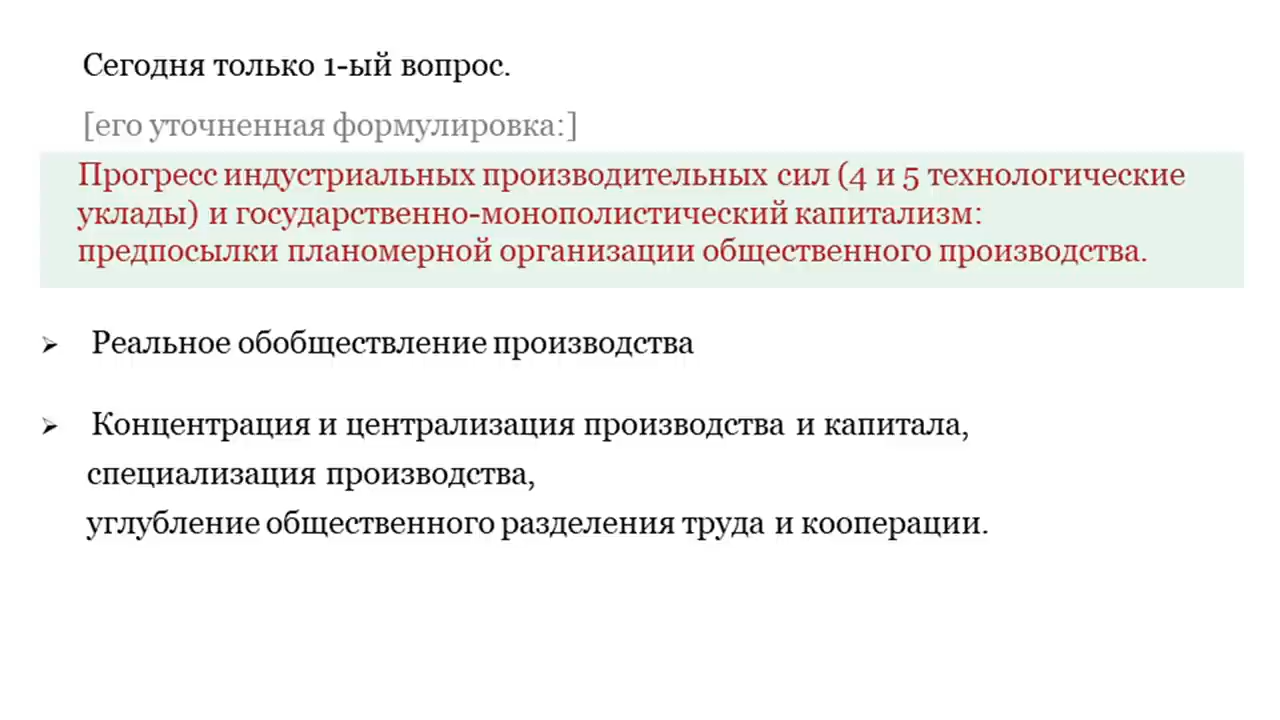 Сегодня только 1-ый вопрос.
[его уточненная формулировка:]
Прогресс индустриальных производительных сил (4 и 5 технологические
уклады) и государственно-монополистический капитализм:
предпосылки планомерной организации общественного производства.
➢ Реальное обобществление производства
➢ Концентрация и централизация производства и капитала,
специализация производства,
углубление общественного разделения труда и кооперации.